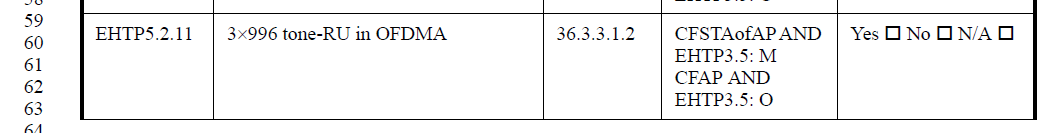 59
60 EHTP5.2.11 3×996 tone-RU in OFDMA 36.3.3.1.2 CFSTAofAP AND Yes ☐ No ☐ N/A ☐
61 EHTP3.5: M
62 CFAP AND
63 EHTP3.5: O